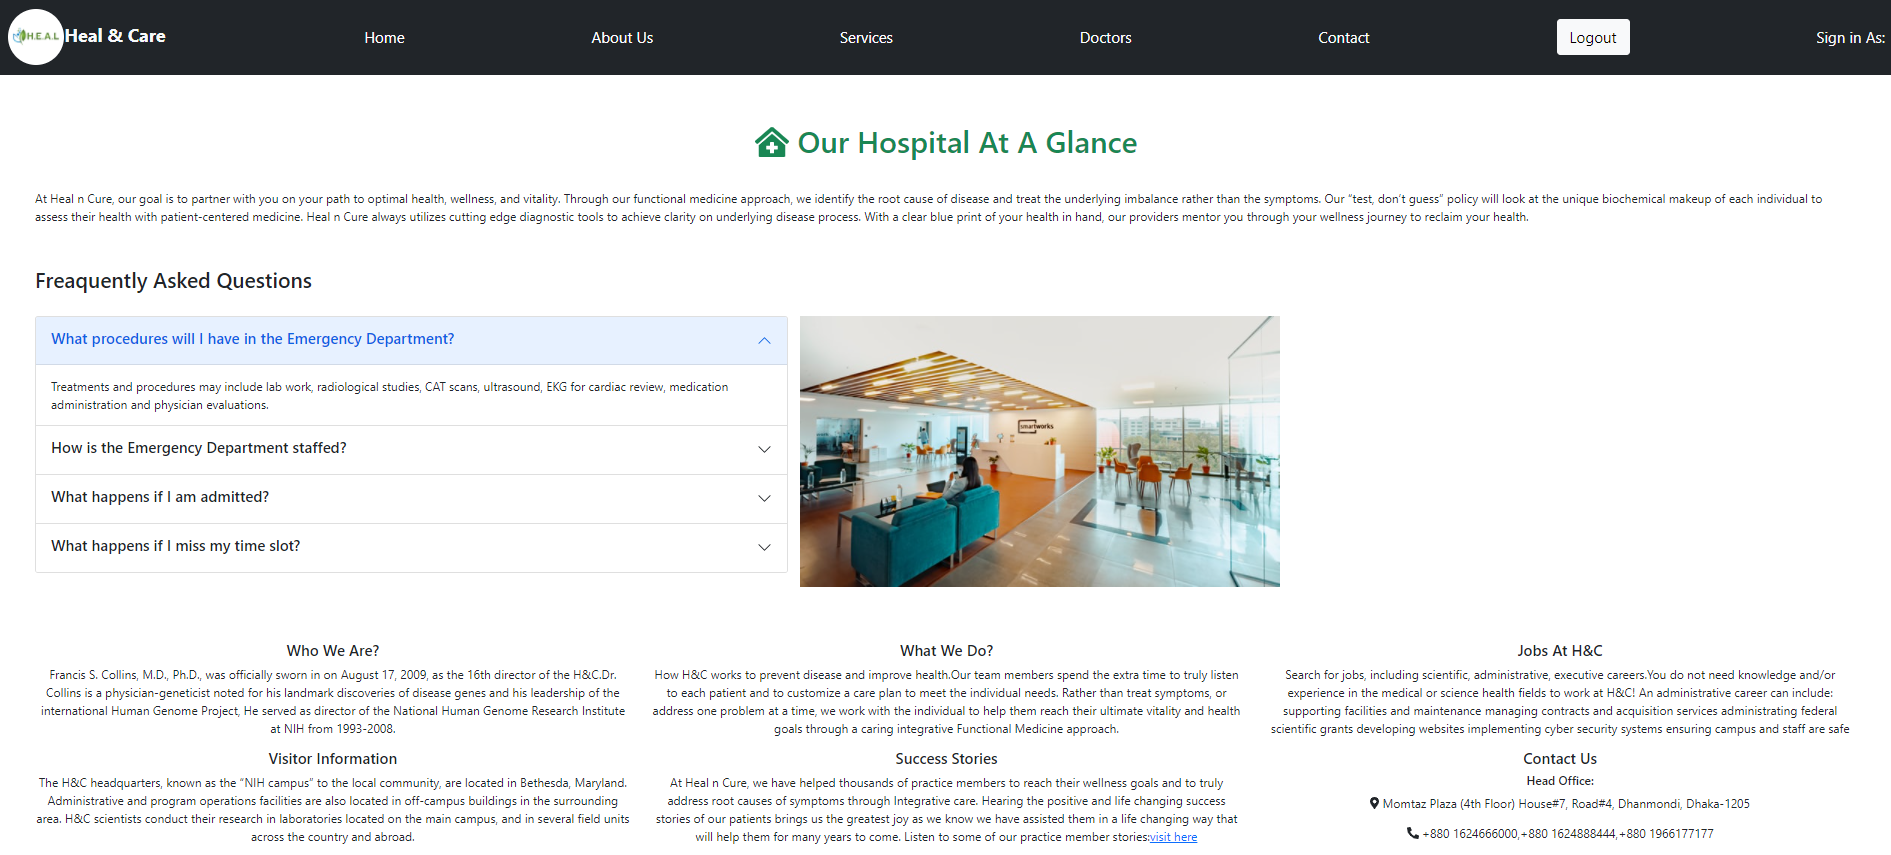 H.E.A.L Heal & Care Home About Us Services Doctors Contact Logout Sign in As:
Our Hospital At A Glance
At Heal n Cure, our goal is to partner with you on your path to optimal health, wellness, and vitality. Through our functional medicine approach, we identify the root cause of disease and treat the underlying imbalance rather than the symptoms. Our “test, don’t guess” policy will look at the unique biochemical makeup of each individual to
assess their health with patient-centered medicine. Heal n Cure always utilizes cutting edge diagnostic tools to achieve clarity on underlying disease process. With a clear blue print of your health in hand, our providers mentor you through your wellness journey to reclaim your health.
Freaquently Asked Questions
What procedures will I have in the Emergency Department?
Treatments and procedures may include lab work, radiological studies, CAT scans, ultrasound, EKG for cardiac review, medication
administration and physician evaluations.
How is the Emergency Department staffed?
What happens if I am admitted?
What happens if I miss my time slot?
smartworks
Who We Are?
Francis S. Collins, M.D., Ph.D., was officially sworn in on August 17, 2009, as the 16th director of the H&C.Dr.
Collins is a physician-geneticist noted for his landmark discoveries of disease genes and his leadership of the
international Human Genome Project, He served as director of the National Human Genome Research Institute
at NIH from 1993-2008.
What We Do?
How H&C works to prevent disease and improve health.Our team members spend the extra time to truly listen
to each patient and to customize a care plan to meet the individual needs. Rather than treat symptoms, or
address one problem at a time, we work with the individual to help them reach their ultimate vitality and health
goals through a caring integrative Functional Medicine approach.
Jobs At H&C
Search for jobs, including scientific, administrative, executive careers.You do not need knowledge and/or
experience in the medical or science health fields to work at H&C! An administrative career can include:
supporting facilities and maintenance managing contracts and acquisition services administrating federal
scientific grants developing websites implementing cyber security systems ensuring campus and staff are safe
Visitor Information
The H&C headquarters, known as the “NIH campus” to the local community, are located in Bethesda, Maryland.
Administrative and program operations facilities are also located in off-campus buildings in the surrounding
area. H&C scientists conduct their research in laboratories located on the main campus, and in several field units
across the country and abroad.
Success Stories
At Heal n Cure, we have helped thousands of practice members to reach their wellness goals and to truly
address root causes of symptoms through Integrative care. Hearing the positive and life changing success
stories of our patients brings us the greatest joy as we know we have assisted them in a life changing way that
will help them for many years to come. Listen to some of our practice member stories:visit here
Contact Us
Head Office:
Momtaz Plaza (4th Floor) House#7, Road#4, Dhanmondi, Dhaka-1205
+880 1624666000,+880 1624888444,+880 1966177177